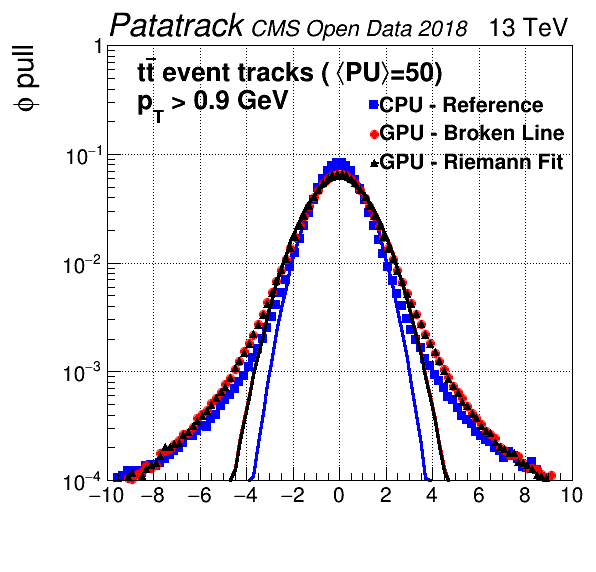 Patatrack CMS Open Data 2018 13 TeV
ϕ pull
tt̄ event tracks ( ⟨PU⟩=50)
p_T > 0.9 GeV
CPU - Reference
GPU - Broken Line
GPU - Riemann Fit
1
10⁻¹
10⁻²
10⁻³
10⁻⁴
−10 −8 −6 −4 −2 0 2 4 6 8 10